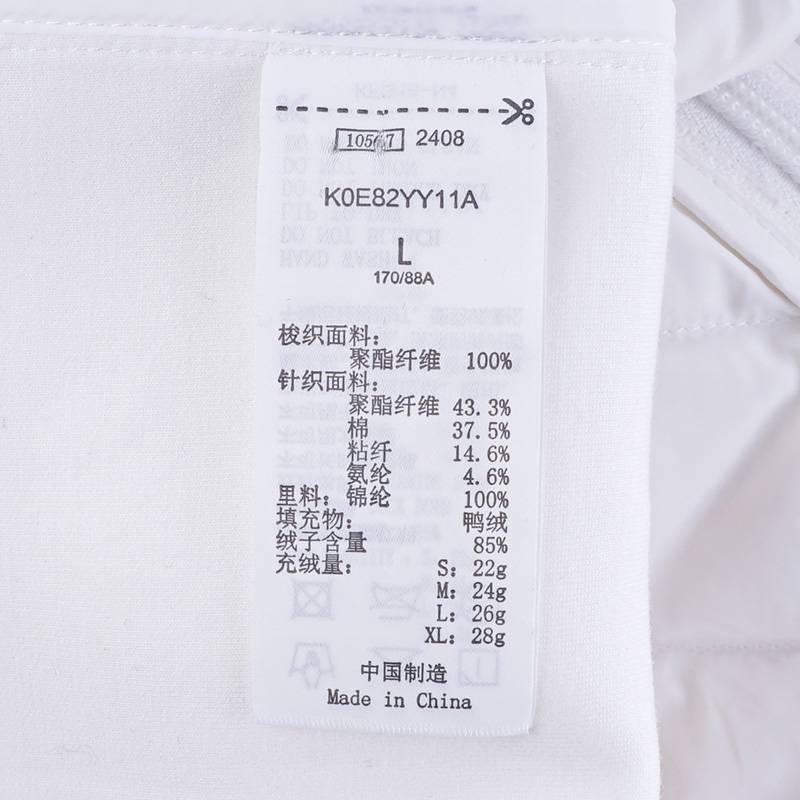 2408
K0E82YY11A
L
170/88A
梭织面料:
聚酯纤维 100%
针织面料:
聚酯纤维 43.3%
棉 37.5%
粘纤 14.6%
氨纶 4.6%
里料: 锦纶 100%
填充物: 鸭绒
绒子含量 85%
充绒量: S: 22g
M: 24g
L: 26g
XL: 28g
中国制造
Made in China